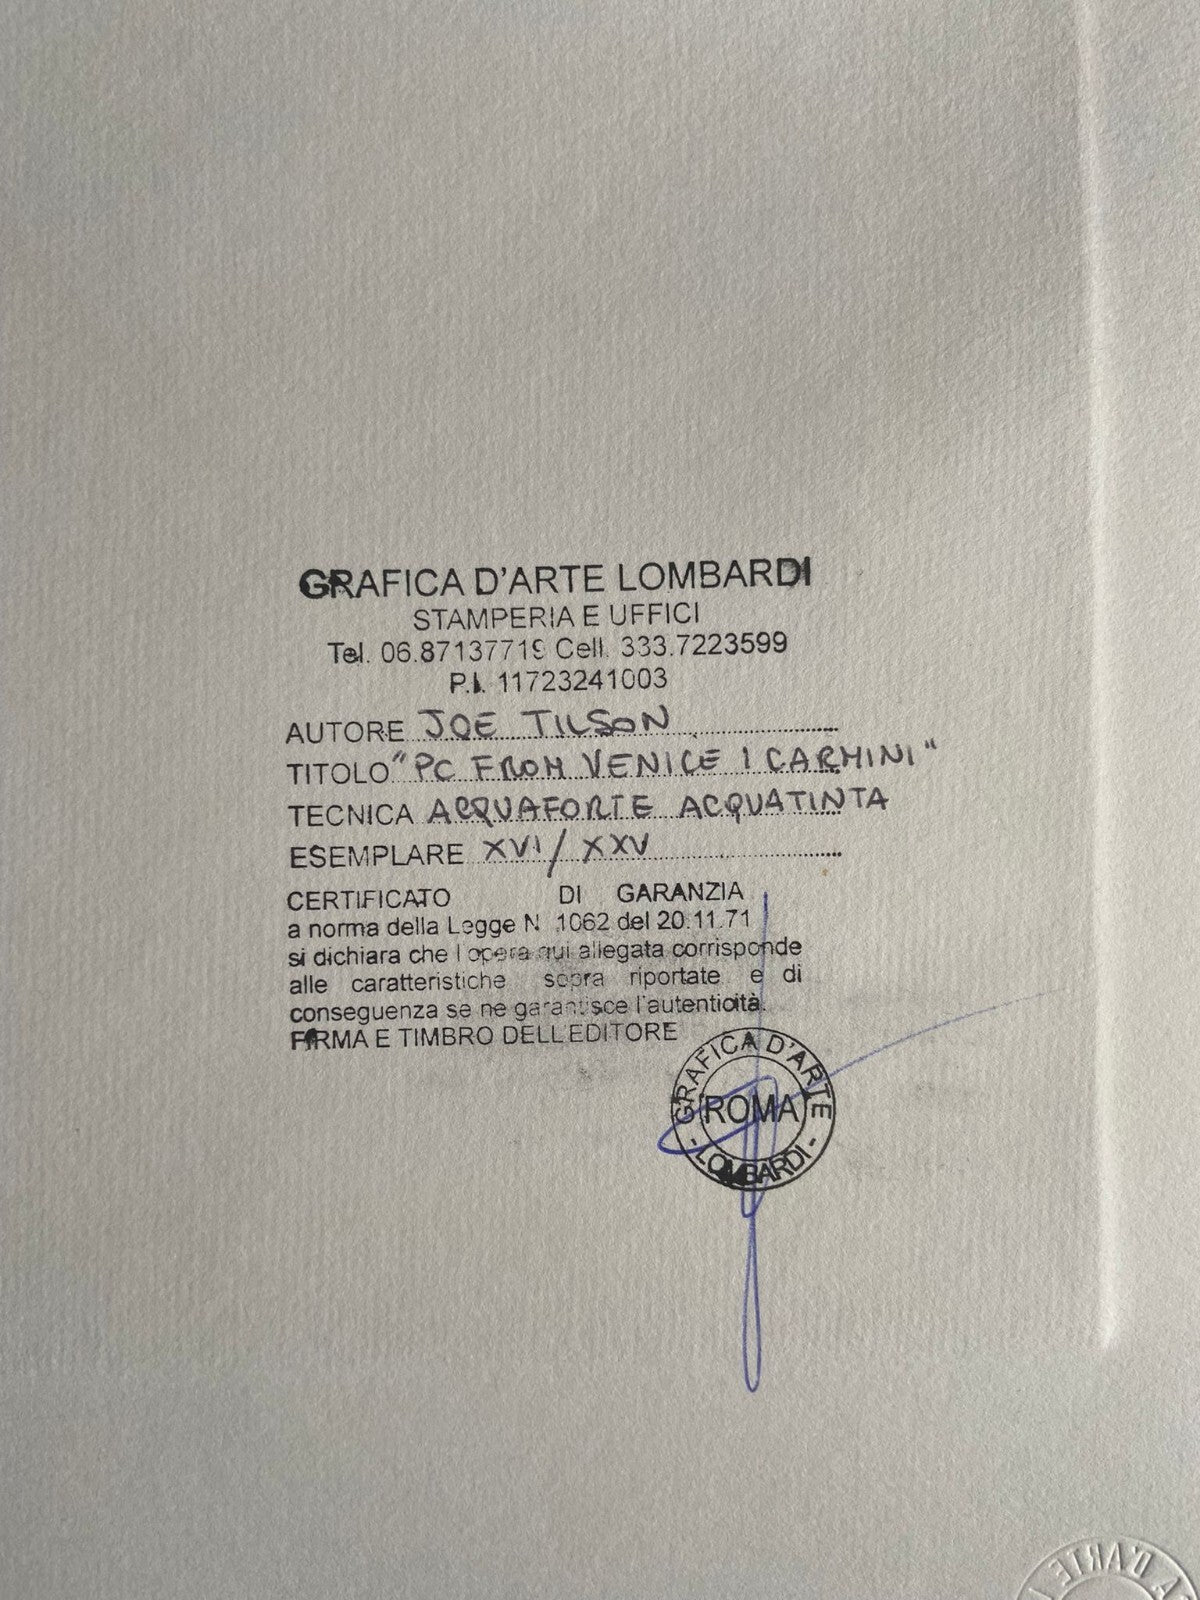 GRAFICA D'ARTE LOMBARDI
STAMPERIA E UFFICI
Tel. 06.87137719 Cell. 333.7223599
P.I. 11723241003
AUTORE JOE TILSON
TITOLO "PC FROM VENICE I CARMINI"
TECNICA ACQUAFORTE ACQUATINTA
ESEMPLARE XVI/XXV
CERTIFICATO DI GARANZIA
a norma della Legge N. 1062 del 20.11.71
si dichiara che l'opera qui allegata corrisponde
alle caratteristiche sopra riportate e di
conseguenza se ne garantisce l'autenticità.
FIRMA E TIMBRO DELL'EDITORE
GRAFICA D'ARTE
ROMA
- LOMBARDI -
D'ARTE